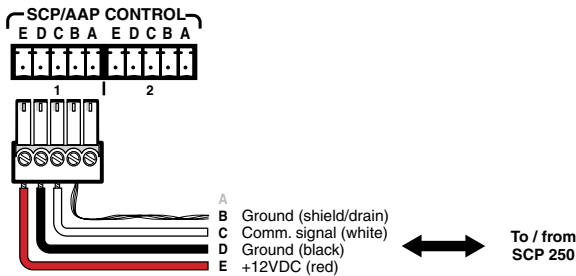 SCP/AAP CONTROL
E D C B A E D C B A
1 2
A
B Ground (shield/drain)
C Comm. signal (white)
D Ground (black)
E +12VDC (red)
To / from
SCP 250